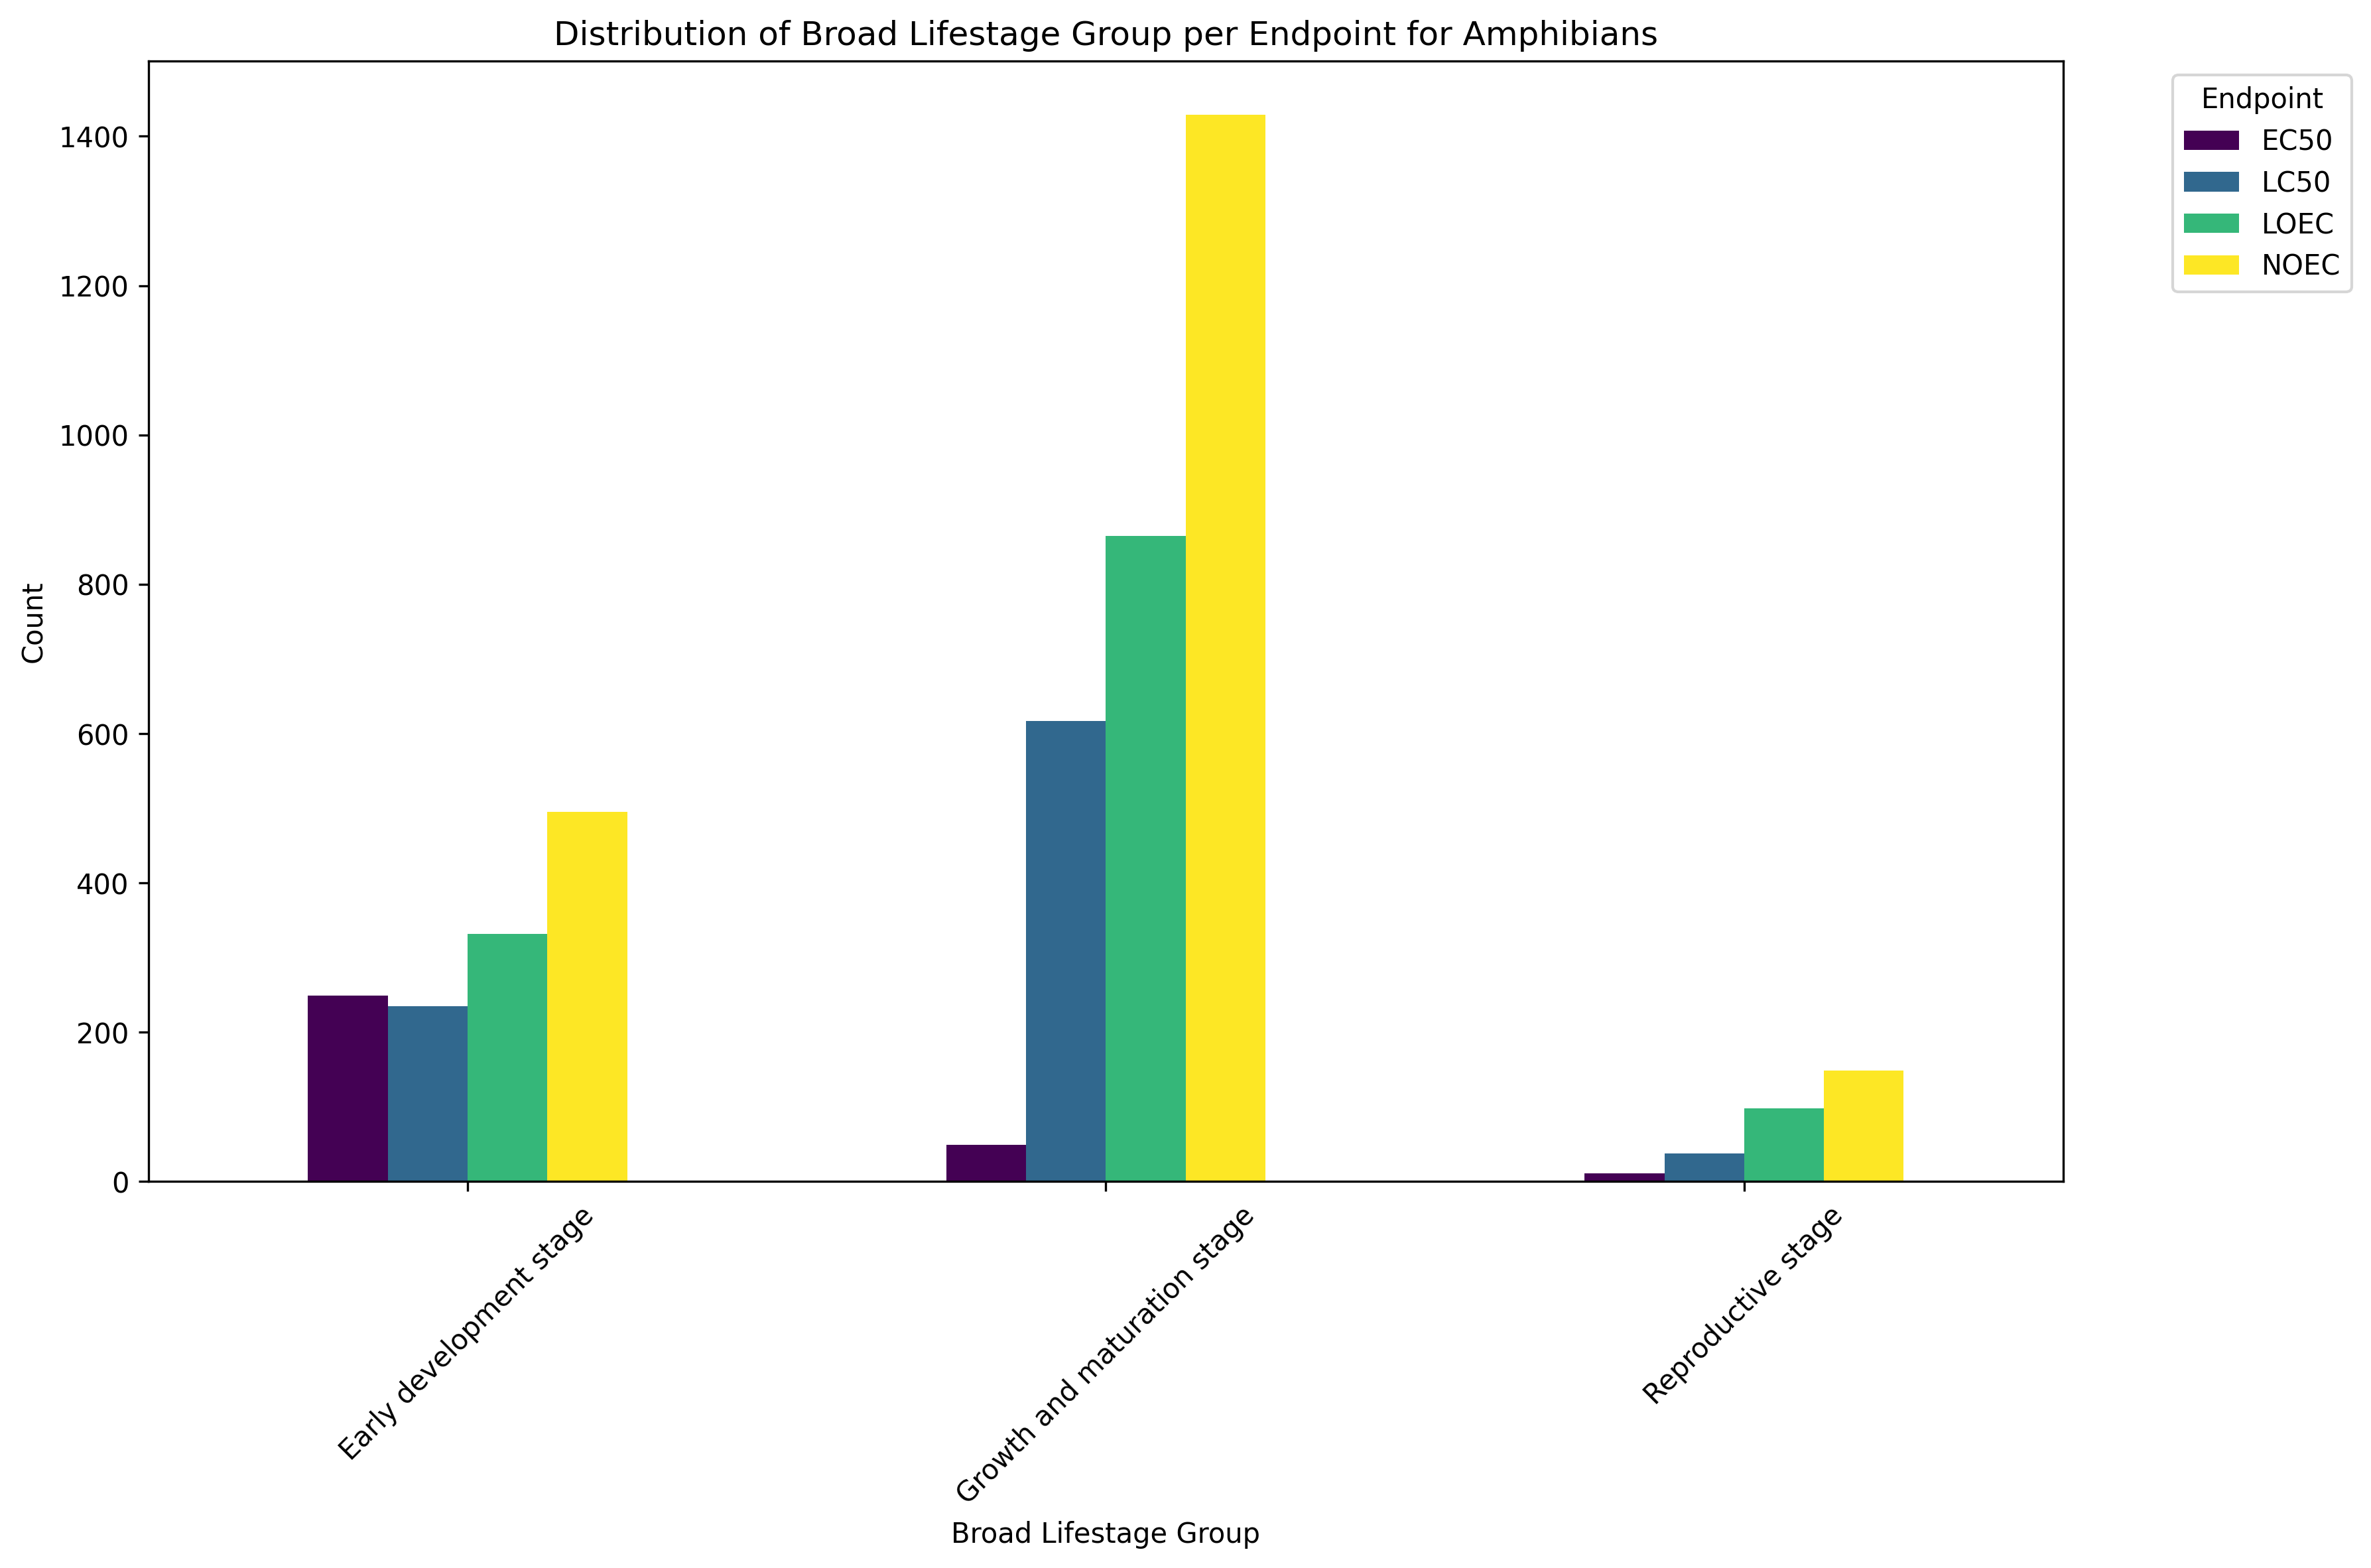 Distribution of Broad Lifestage Group per Endpoint for Amphibians
Endpoint
EC50
LC50
LOEC
NOEC
Count
1400
1200
1000
800
600
400
200
0
Early development stage
Growth and maturation stage
Reproductive stage
Broad Lifestage Group